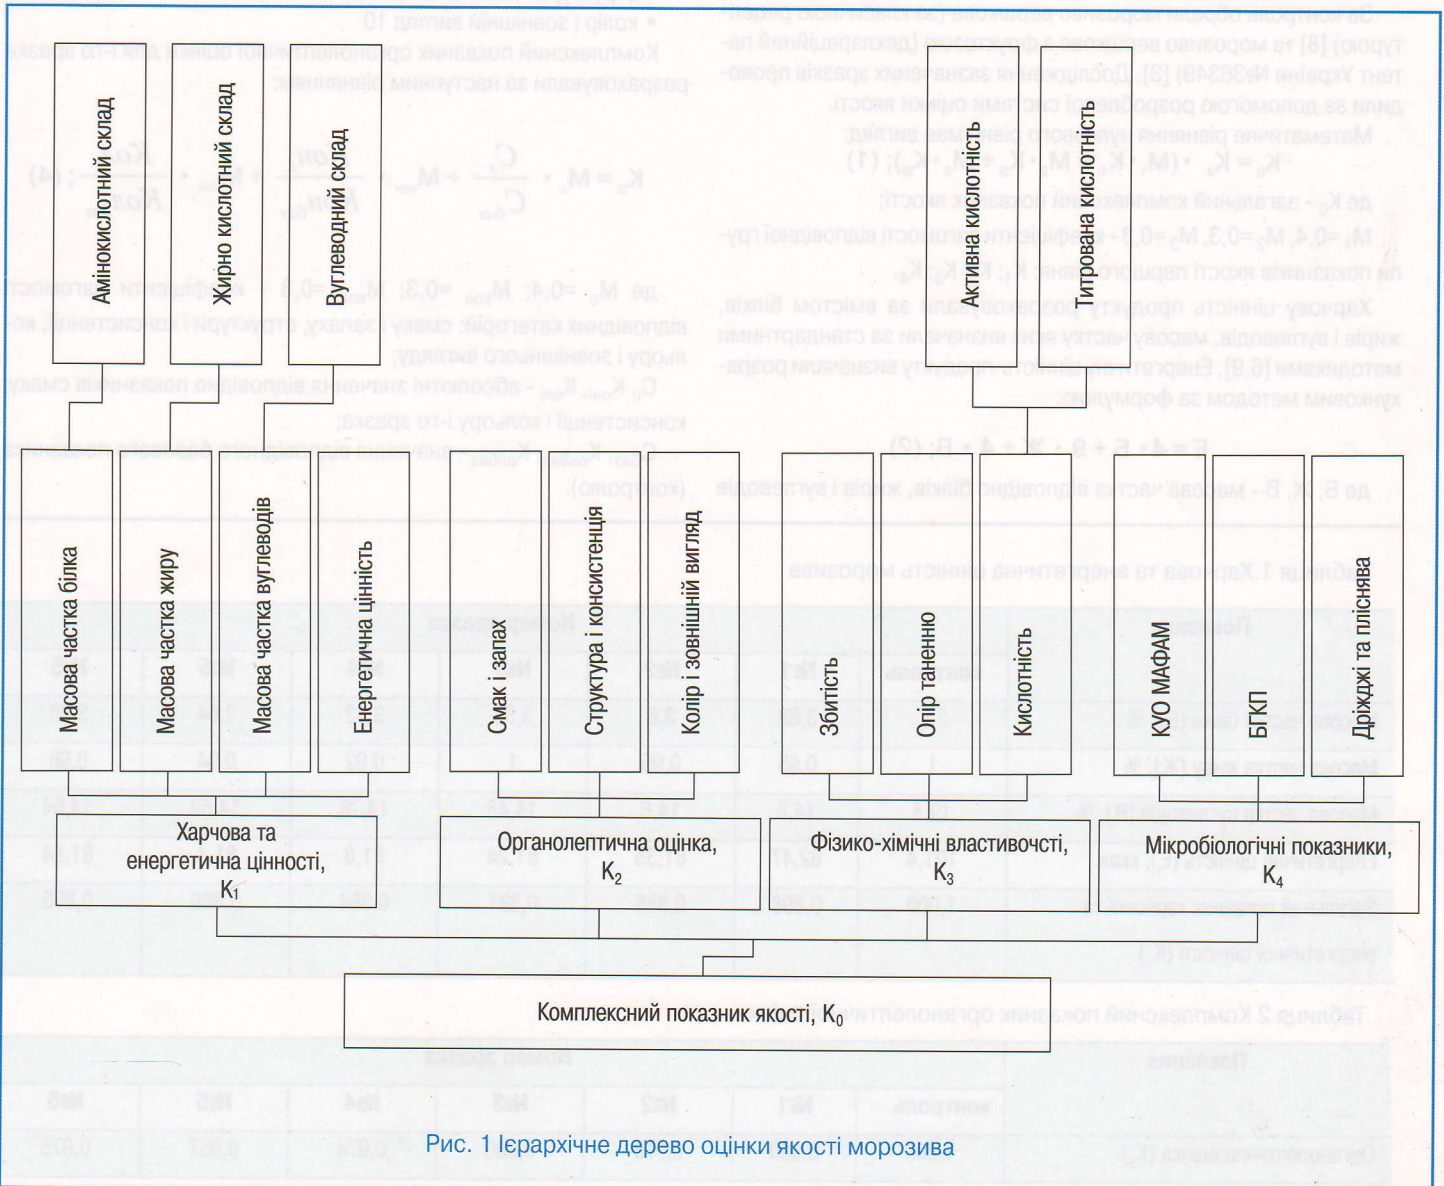 Амінокислотний склад
Жирно кислотний склад
Вуглеводний склад
Активна кислотність
Титрована кислотність
Масова частка білка
Масова частка жиру
Масова частка вуглеводів
Енергетична цінність
Смак і запах
Структура і консистенція
Колір і зовнішній вигляд
Збитість
Опір таненню
Кислотність
КУО МАФАМ
БКП
Дріжджі та пліснява
Харчова та
енергетична цінності,
K₁
Органолептична оцінка,
K₂
Фізико-хімічні властивочсті,
K₃
Мікробіологічні показники,
K₄
Комплексний показник якості, K₀
Рис. 1 Ієрархічне дерево оцінки якості морозива